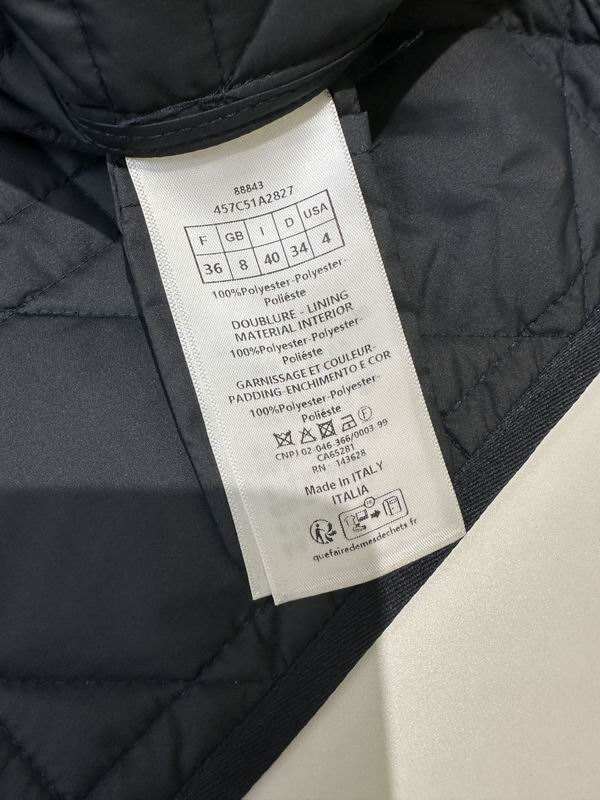 88843
457C51A2827
F GB I D USA
36 8 40 34 4
100%Polyester-Polyester-
Poliéste
DOUBLURE - LINING
MATERIAL INTERIOR
100%Polyester-Polyester-
Poliéste
GARNISSAGE ET COULEUR-
PADDING-ENCHIMENTO E COR
100%Polyester-Polyester-
Poliéste
F
CNPJ 02-046-366/0003-99
CA65281
RN - 143628
Made in ITALY
ITALIA
quefairedemesdechets.fr